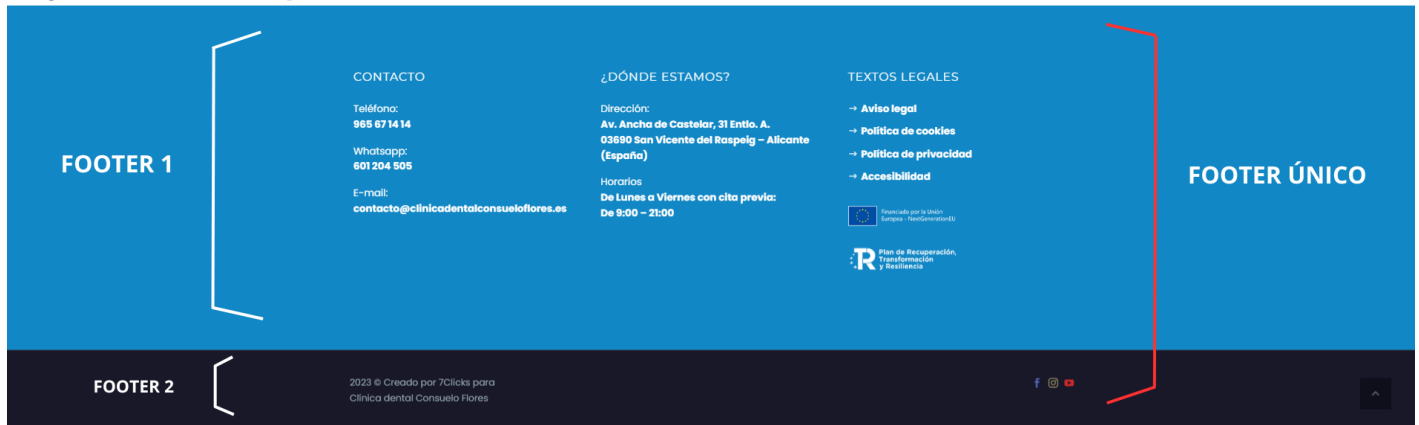 FOOTER 1
CONTACTO
Teléfono:
965 67 14 14
Whatsapp:
601 204 505
E-mail:
contacto@clinicadentalconsueloflores.es
¿DÓNDE ESTAMOS?
Dirección:
Av. Ancha de Castelar, 31 Entlo. A.
03690 San Vicente del Raspeig – Alicante
(España)
Horarios
De Lunes a Viernes con cita previa:
De 9:00 – 21:00
TEXTOS LEGALES
→ Aviso legal
→ Política de cookies
→ Política de privacidad
→ Accesibilidad
Financiado por la Unión
Europea - NextGenerationEU
Plan de Recuperación,
Transformación
y Resiliencia
FOOTER ÚNICO
FOOTER 2
2023 © Creado por 7Clicks para
Clínica dental Consuelo Flores